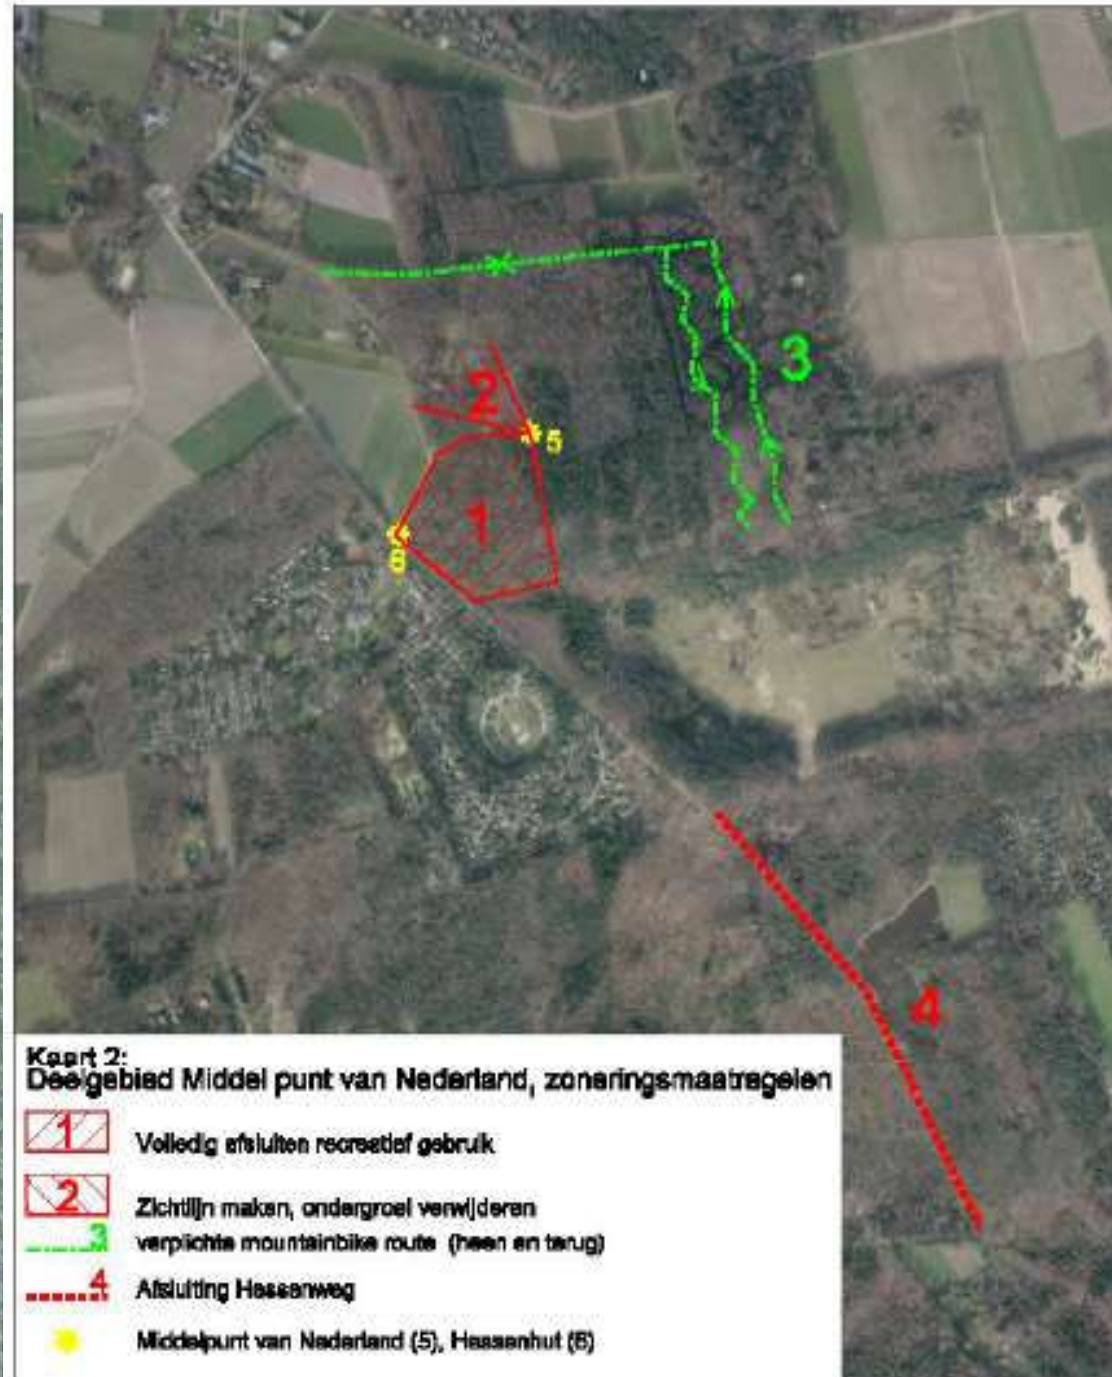 3
2
5
1
6
4
Kaart 2:
Deelgebied Middel punt van Nederland, zoneringsmaatregelen
1 Volledig afsluiten recreatief gebruik
2 Zichtlijn maken, ondergroei verwijderen
3 verplichte mountainbike route (heen en terug)
4 Afsluiting Hessenweg
Middelpunt van Nederland (5), Hessenhut (6)